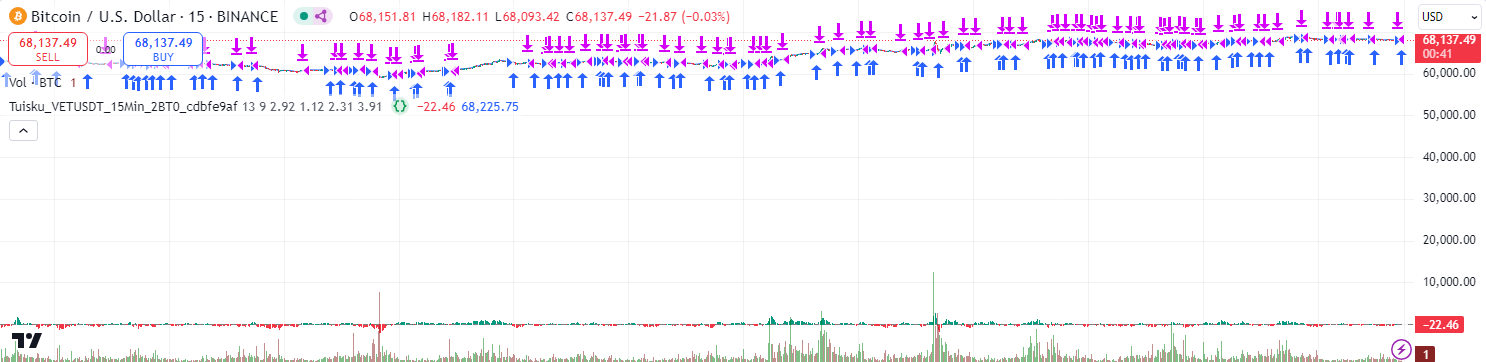 Bitcoin / U.S. Dollar · 15 · BINANCE O68,151.81 H68,182.11 L68,093.42 C68,137.49 −21.87 (−0.03%)
USD
68,137.49
SELL
0.00
68,137.49
BUY
Vol · BTC 1
Tuisku_VETUSDT_15Min_2BT0_cdbfe9af 13 9 2.92 1.12 2.31 3.91 {} −22.46 68,225.75
68,137.49
00:41
60,000.00
50,000.00
40,000.00
30,000.00
20,000.00
10,000.00
−22.46
1